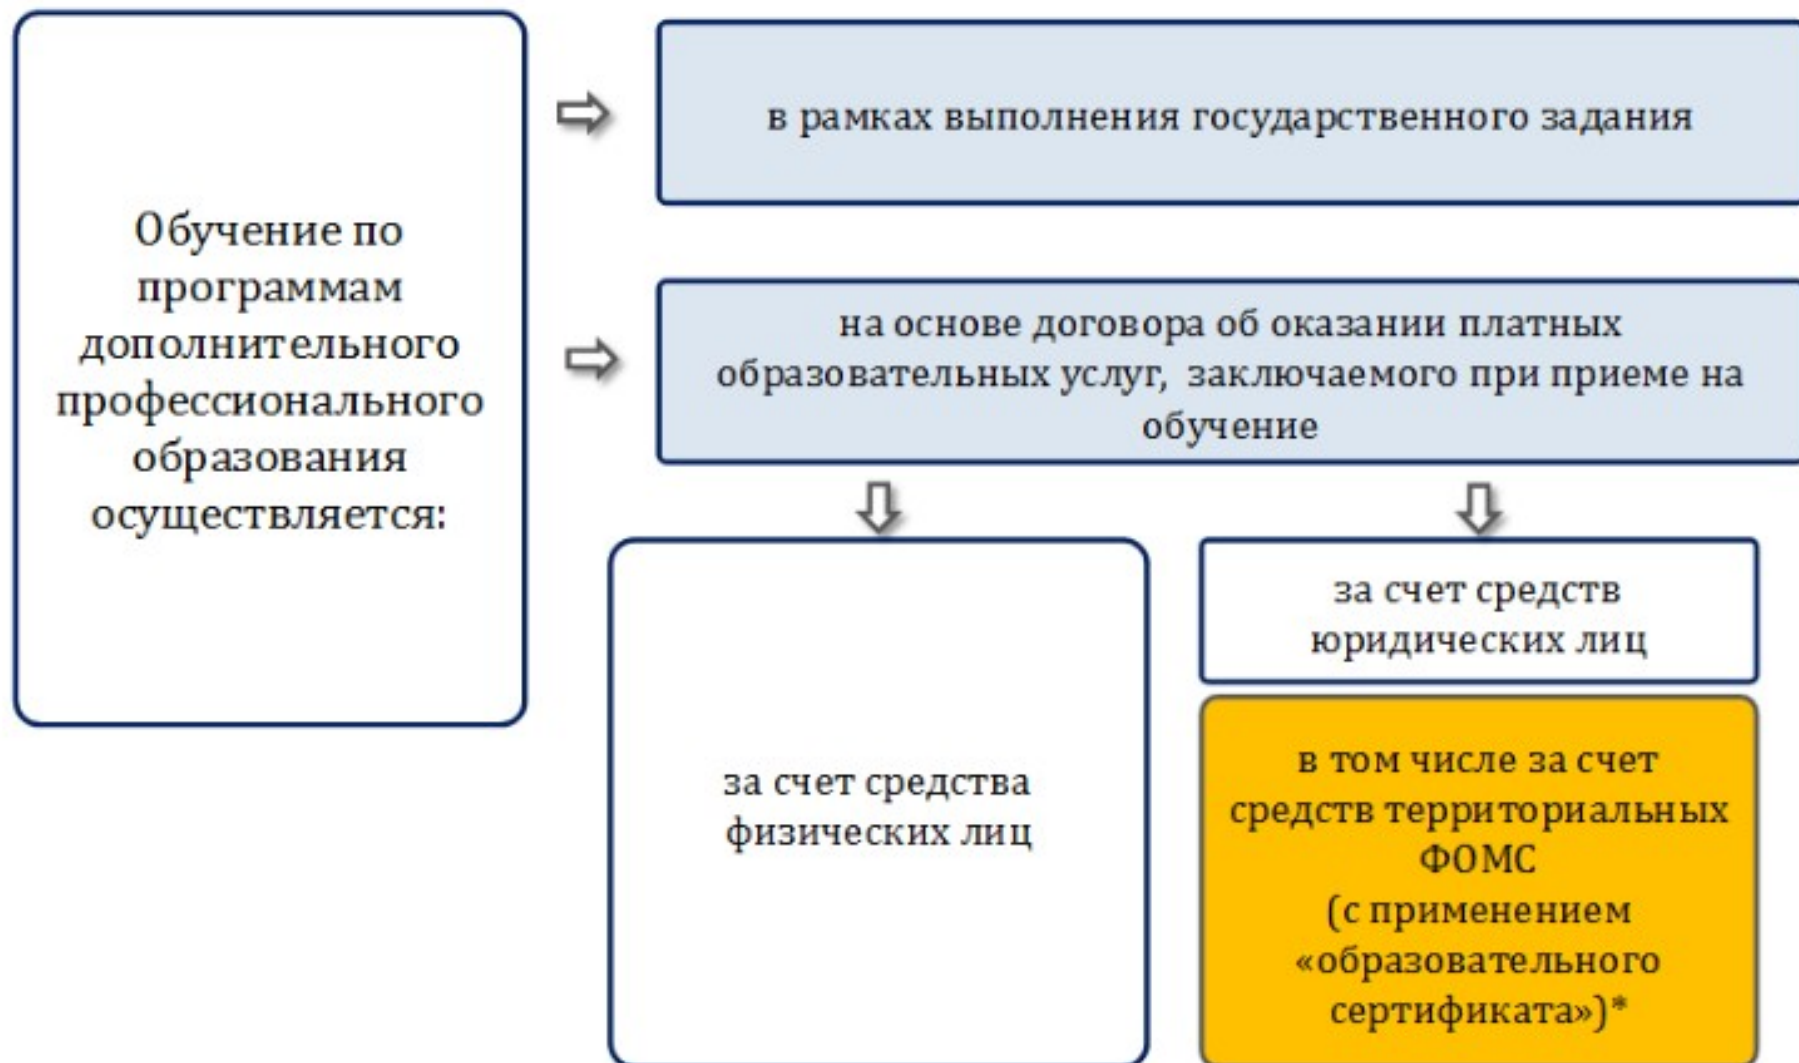 Обучение по
программам
дополнительного
профессионального
образования
осуществляется:
в рамках выполнения государственного задания
на основе договора об оказании платных
образовательных услуг, заключаемого при приеме на
обучение
за счет средства
физических лиц
за счет средств
юридических лиц
в том числе за счет
средств территориальных
ФОМС
(с применением
«образовательного
сертификата»)*